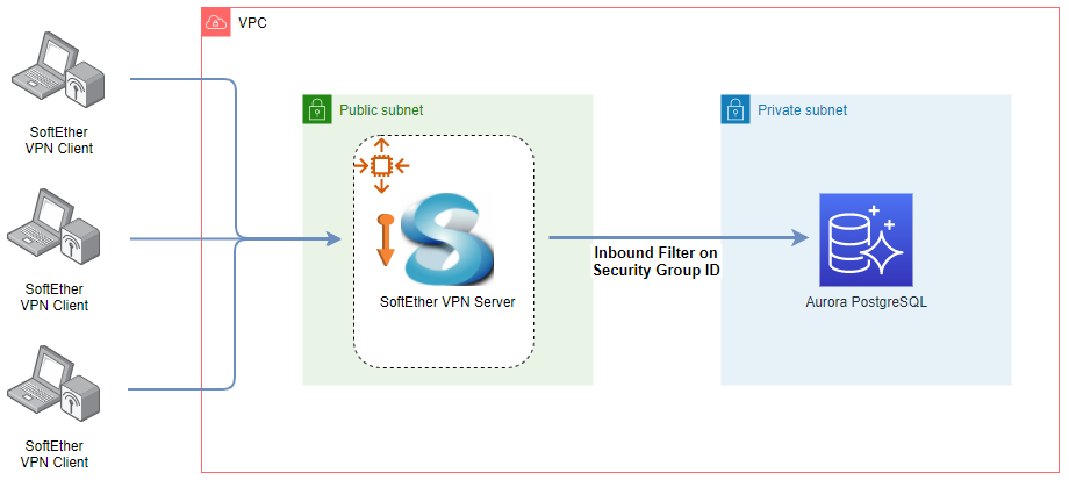 VPC
SoftEther
VPN Client
SoftEther
VPN Client
SoftEther
VPN Client
Public subnet
SoftEther VPN Server
Inbound Filter on
Security Group ID
Private subnet
Aurora PostgreSQL